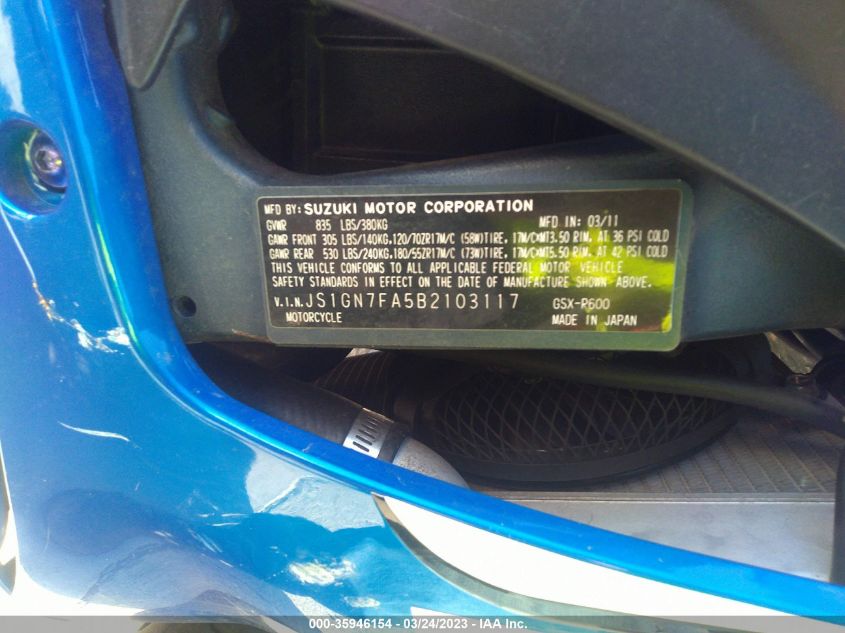 MFD BY: SUZUKI MOTOR CORPORATION
GVWR 835 LBS/380KG MFD IN: 03/11
GAWR FRONT 305 LBS/140KG,120/70ZR17M/C (58W)TIRE, 17M/C×MT3.50 RIM, AT 36 PSI COLD
GAWR REAR 530 LBS/240KG,180/55ZR17M/C (73W)TIRE, 17M/C×MT5.50 RIM, AT 42 PSI COLD
THIS VEHICLE CONFORMS TO ALL APPLICABLE FEDERAL MOTOR VEHICLE
SAFETY STANDARDS IN EFFECT ON THE DATE OF MANUFACTURE SHOWN ABOVE.
V.I.N. JS1GN7FA5B2103117 GSX-R600
MOTORCYCLE MADE IN JAPAN
000-35946154 - 03/24/2023 - IAA Inc.